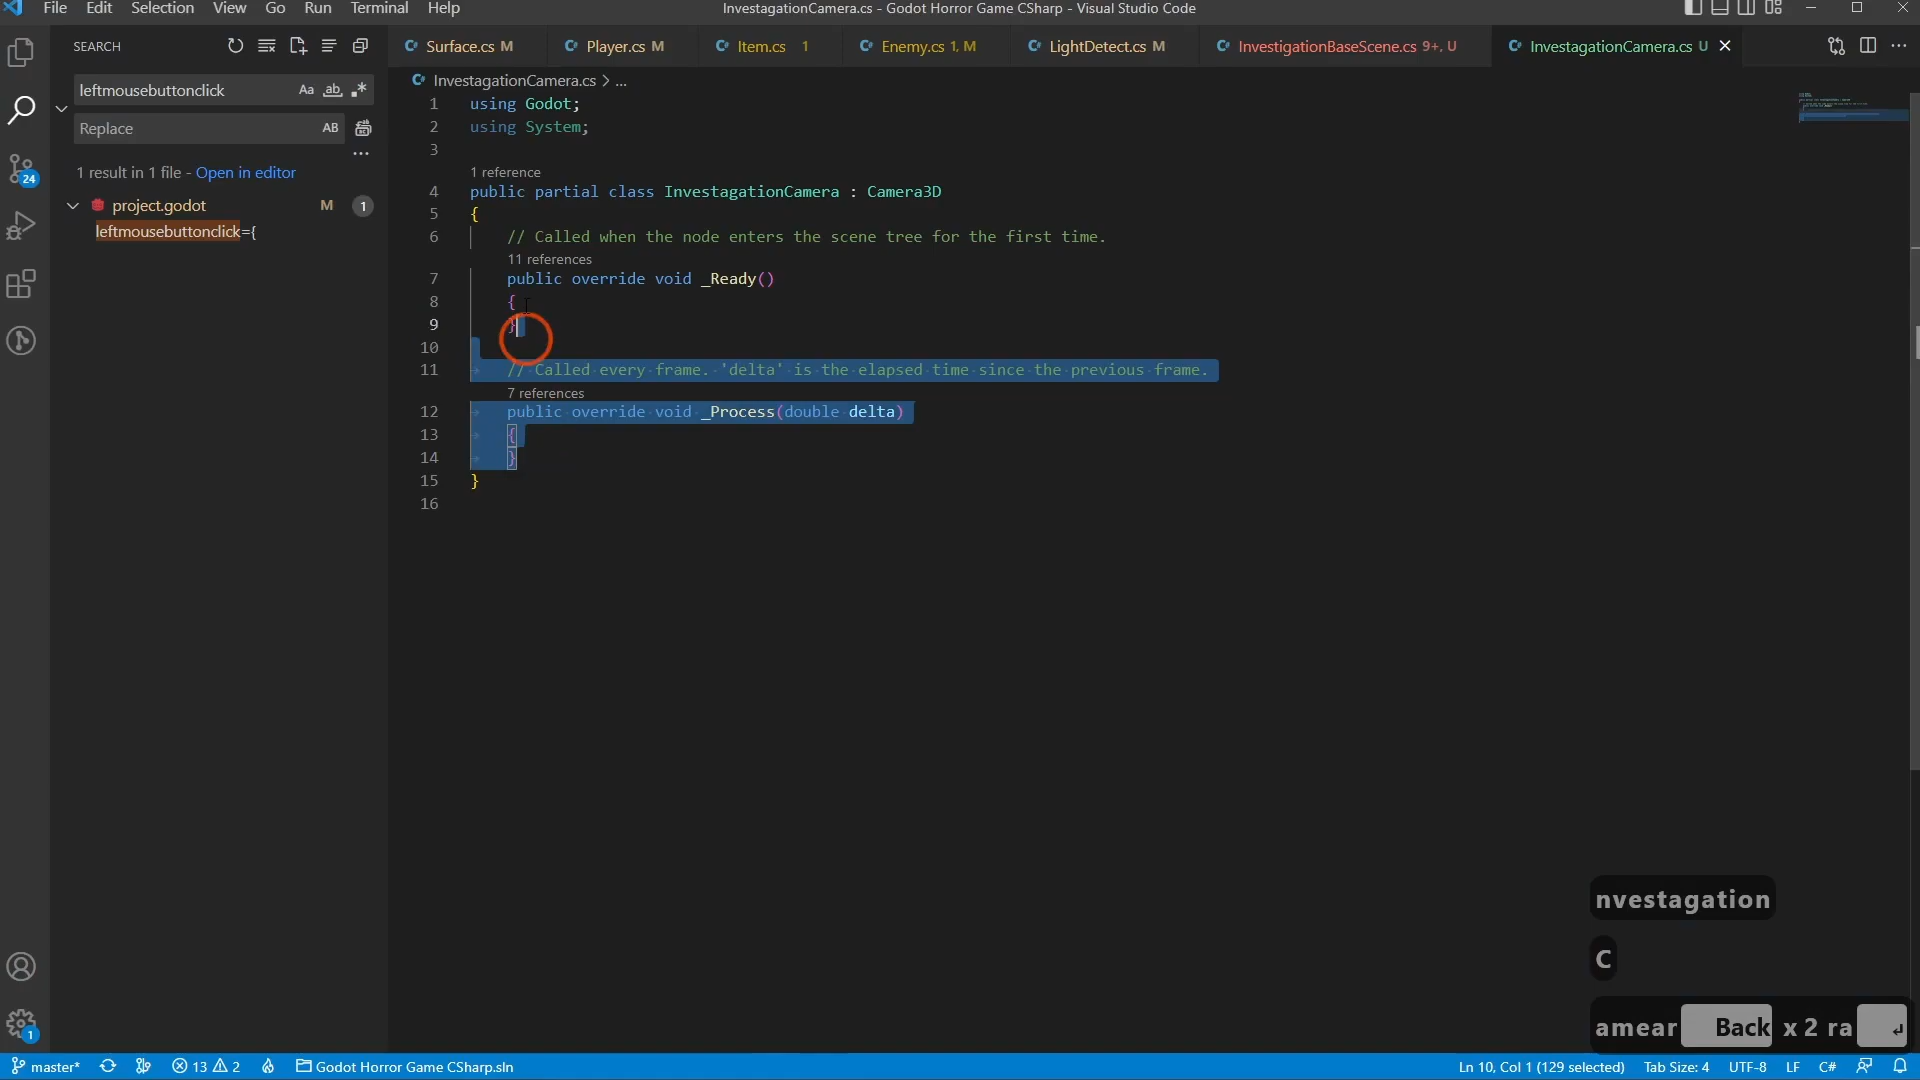 File Edit Selection View Go Run Terminal Help
InvestagationCamera.cs - Godot Horror Game CSharp - Visual Studio Code
SEARCH
leftmousebuttonclick Aa ab
Replace AB
1 result in 1 file - Open in editor
project.godot M 1
leftmousebuttonclick={
24
1
Surface.cs M
Player.cs M
Item.cs 1
Enemy.cs 1, M
LightDetect.cs M
InvestigationBaseScene.cs 9+, U
InvestagationCamera.cs U
InvestagationCamera.cs > ...
1 using Godot;
2 using System;
3
1 reference
4 public partial class InvestagationCamera : Camera3D
5 {
6 // Called when the node enters the scene tree for the first time.
11 references
7 public override void _Ready()
8 {
9 }
10
11 // Called every frame. 'delta' is the elapsed time since the previous frame.
7 references
12 public override void _Process(double delta)
13 {
14 }
15 }
16
nvestagation
C
amear Back x 2 ra
master* 13 2 Godot Horror Game CSharp.sln
Ln 10, Col 1 (129 selected) Tab Size: 4 UTF-8 LF C#